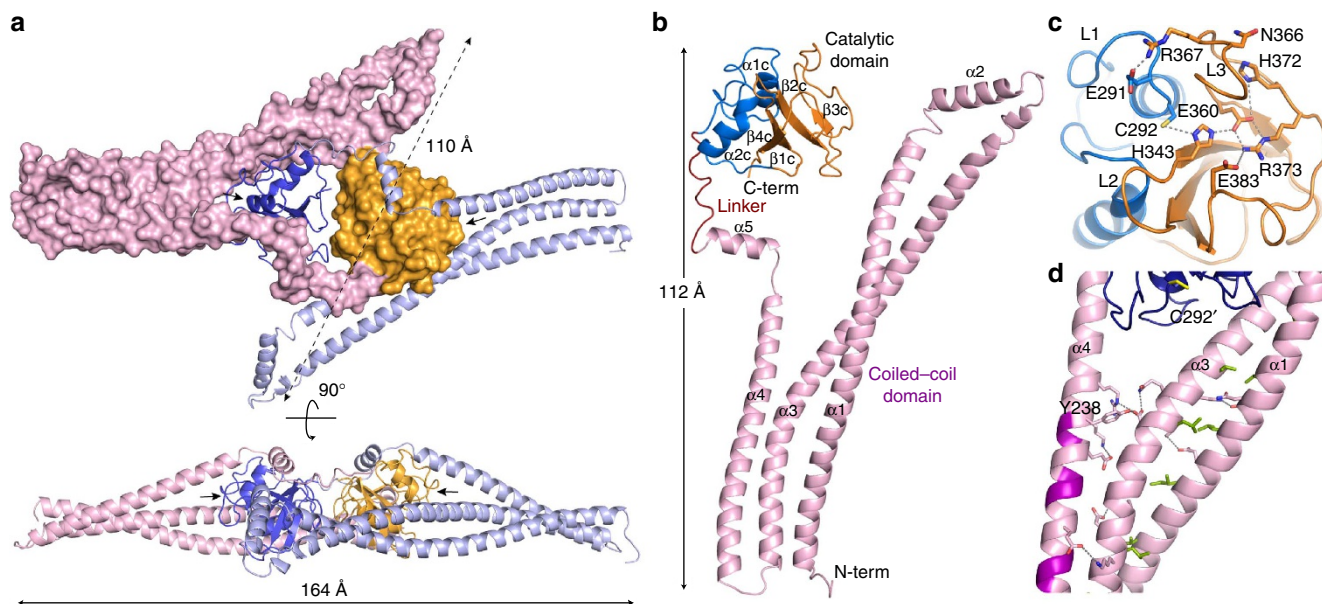 a
110 Å
90°
164 Å
b
Catalytic
domain
α1c
β2c
β3c
β4c
α2c
β1c
C-term
Linker
α5
112 Å
α2
Coiled–coil
domain
α4
α3
α1
N-term
c
L1
N366
R367
L3
H372
E291
E360
C292
H343
L2
R373
E383
d
C292′
α4
α3
α1
Y238